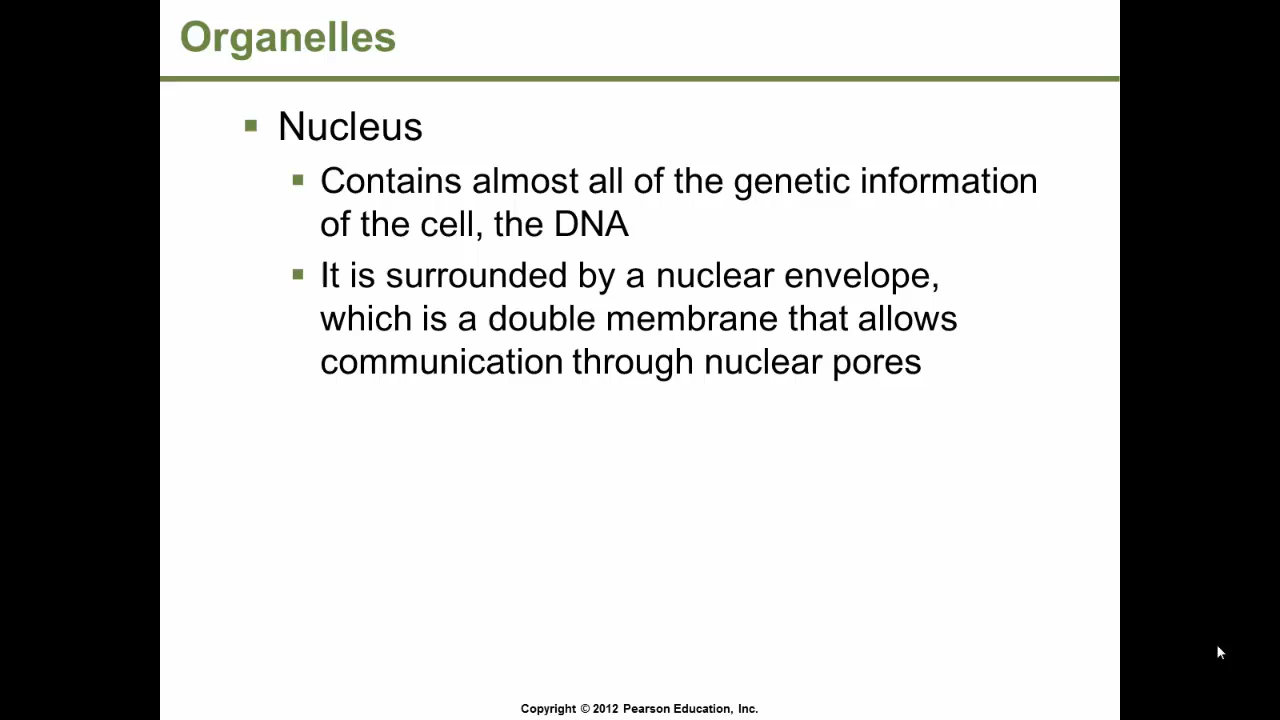 Organelles
Nucleus
Contains almost all of the genetic information
of the cell, the DNA
It is surrounded by a nuclear envelope,
which is a double membrane that allows
communication through nuclear pores
Copyright © 2012 Pearson Education, Inc.